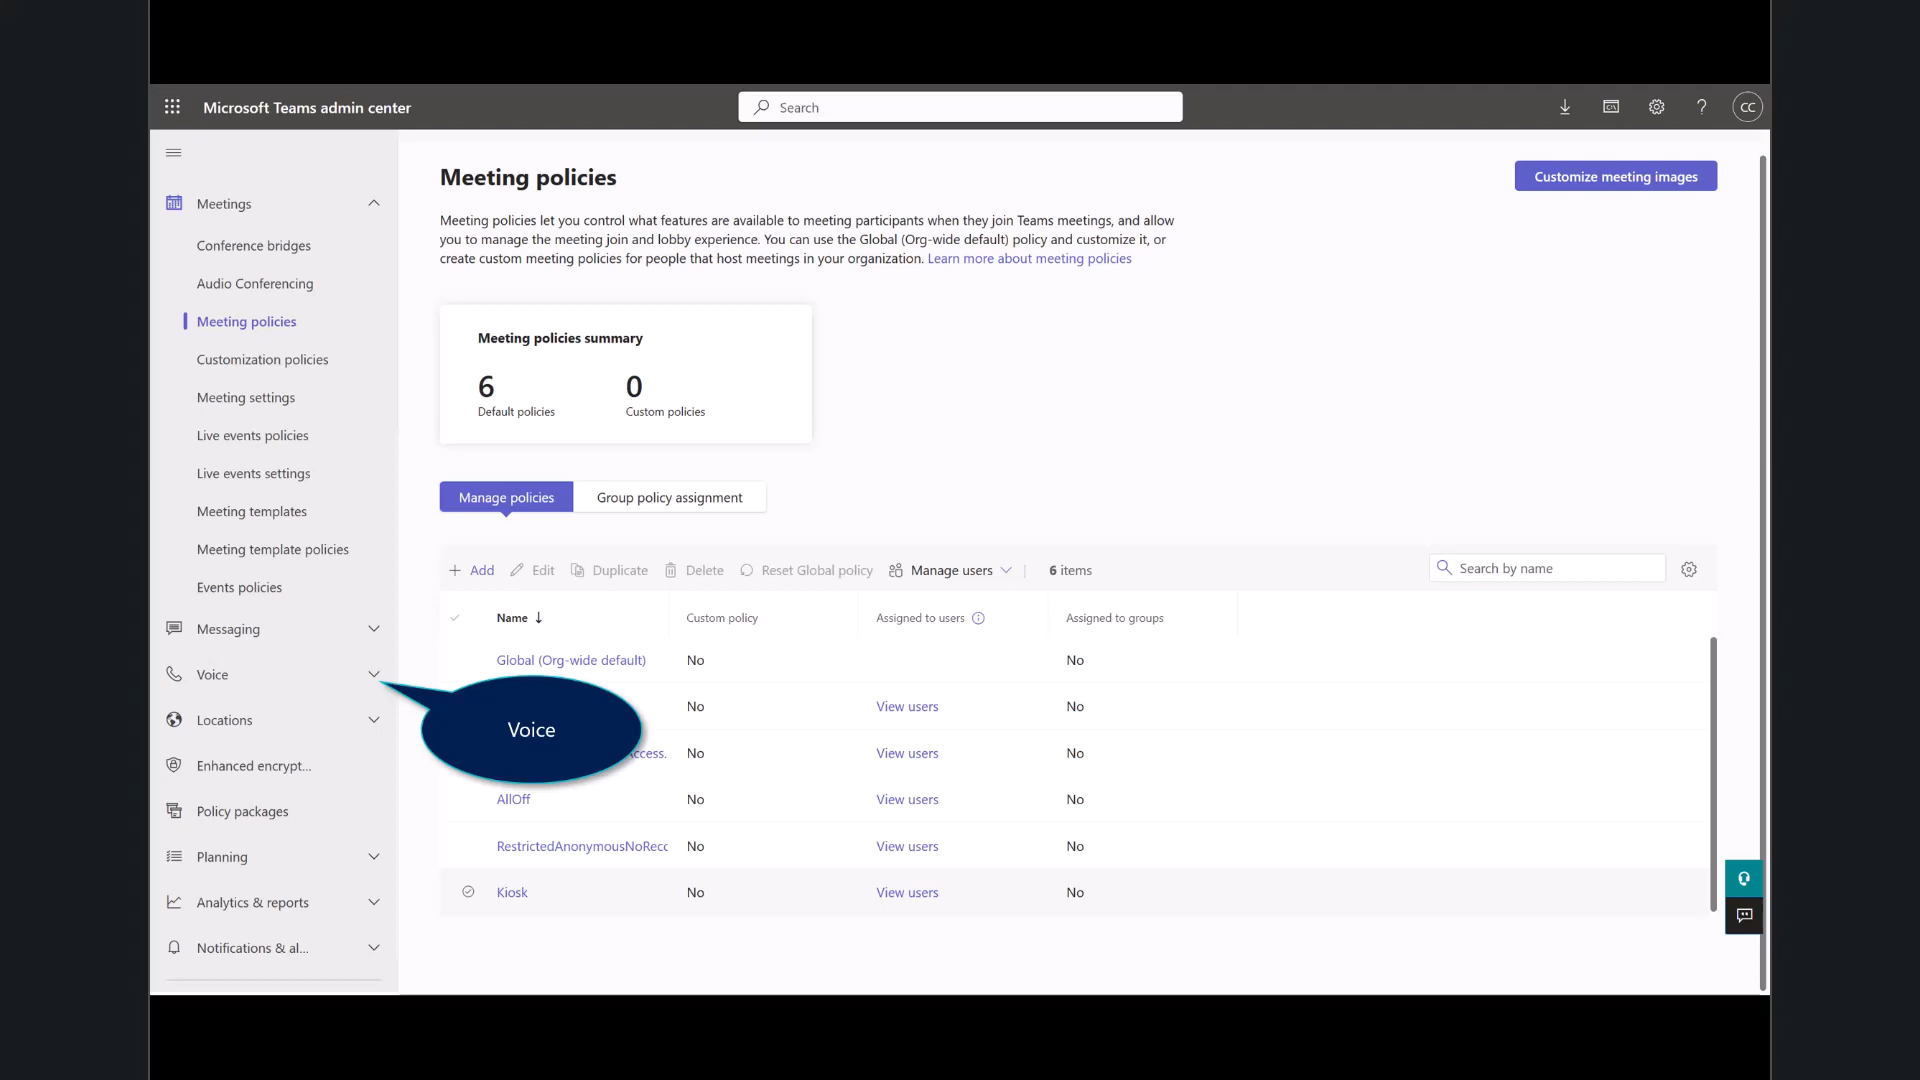 Microsoft Teams admin center
Search
CC
Meetings
Conference bridges
Audio Conferencing
Meeting policies
Customization policies
Meeting settings
Live events policies
Live events settings
Meeting templates
Meeting template policies
Events policies
Messaging
Voice
Locations
Enhanced encrypt...
Policy packages
Planning
Analytics & reports
Notifications & al...
Meeting policies
Customize meeting images
Meeting policies let you control what features are available to meeting participants when they join Teams meetings, and allow
you to manage the meeting join and lobby experience. You can use the Global (Org-wide default) policy and customize it, or
create custom meeting policies for people that host meetings in your organization. Learn more about meeting policies
Meeting policies summary
6 0
Default policies Custom policies
Manage policies Group policy assignment
Add Edit Duplicate Delete Reset Global policy Manage users 6 items Search by name
Name Custom policy Assigned to users Assigned to groups
Global (Org-wide default) No No
No View users No
Voice
No View users No
AllOff No View users No
RestrictedAnonymousNoRecc No View users No
Kiosk No View users No